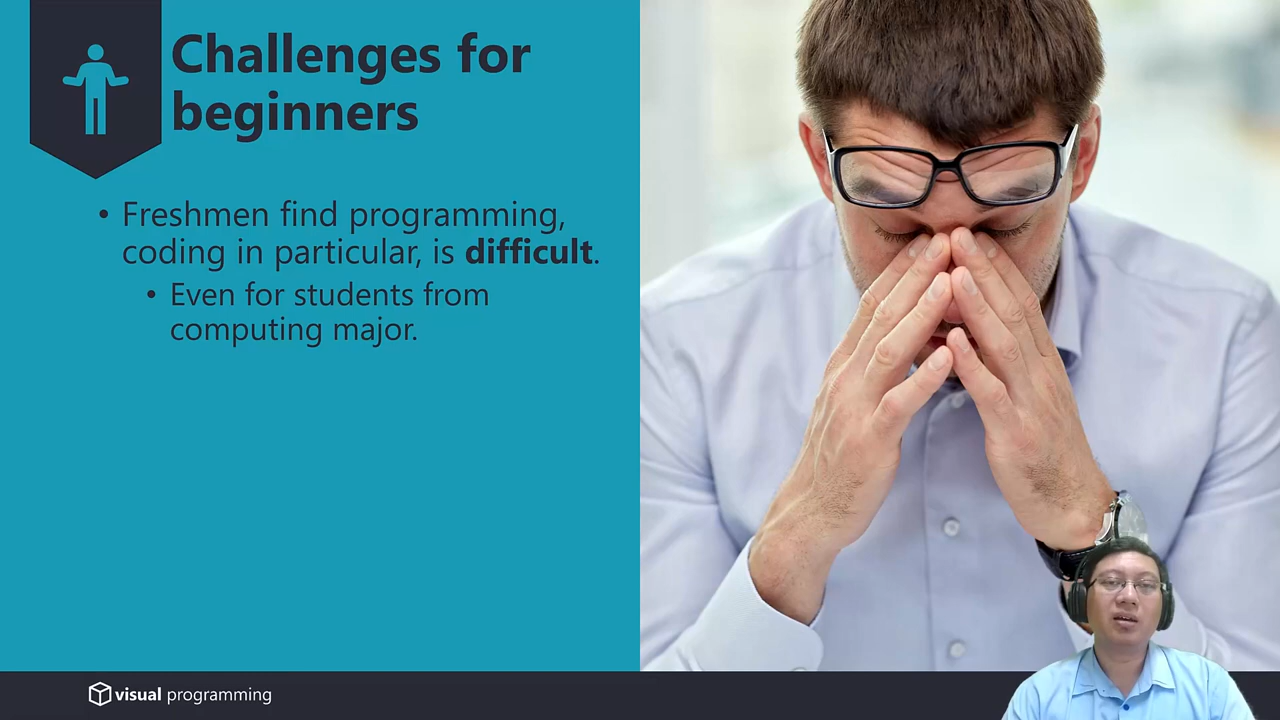 Challenges for
beginners
• Freshmen find programming,
coding in particular, is difficult.
• Even for students from
computing major.
visual programming